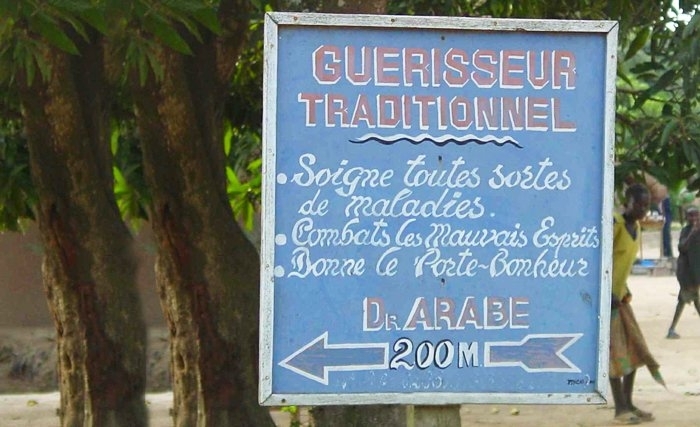 GUERISSEUR
TRADITIONNEL
• Soigne toutes sortes
de maladies.
• Combats les Mauvais Esprits
• Donne le Porte-Bonheur
DR ARABE
200M